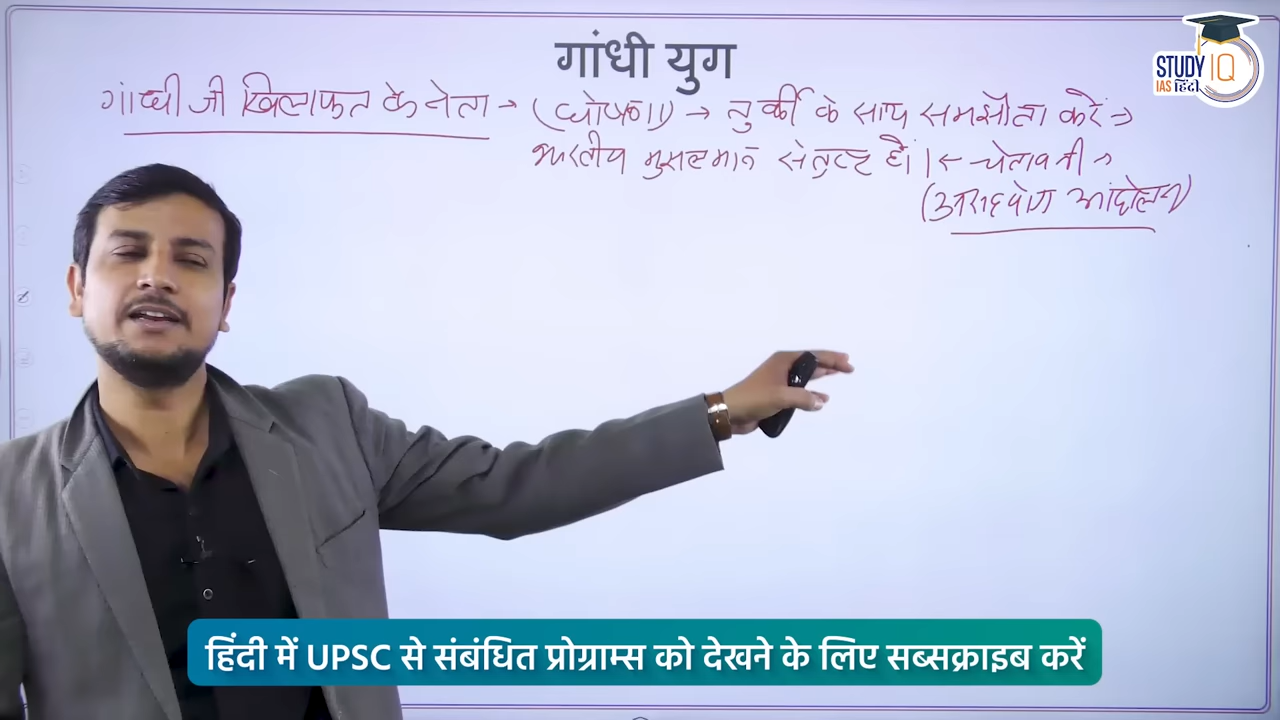 गांधी युग
STUDY IQ
IAS हिंदी
गांधी जी खिलाफत के नेता → (घोषणा) → तुर्की के साथ समझौता करें →
भारतीय मुसलमान संतुष्ट हों। ← चेतावनी →
(असहयोग आंदोलन)
हिंदी में UPSC से संबंधित प्रोग्राम्स को देखने के लिए सब्सक्राइब करें